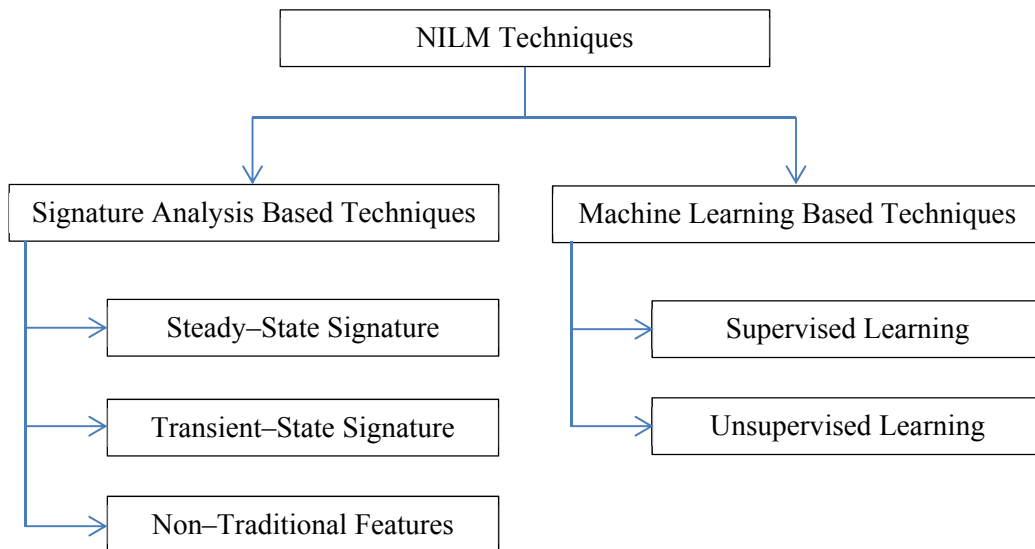 NILM Techniques
Signature Analysis Based Techniques
Steady–State Signature
Transient–State Signature
Non–Traditional Features
Machine Learning Based Techniques
Supervised Learning
Unsupervised Learning